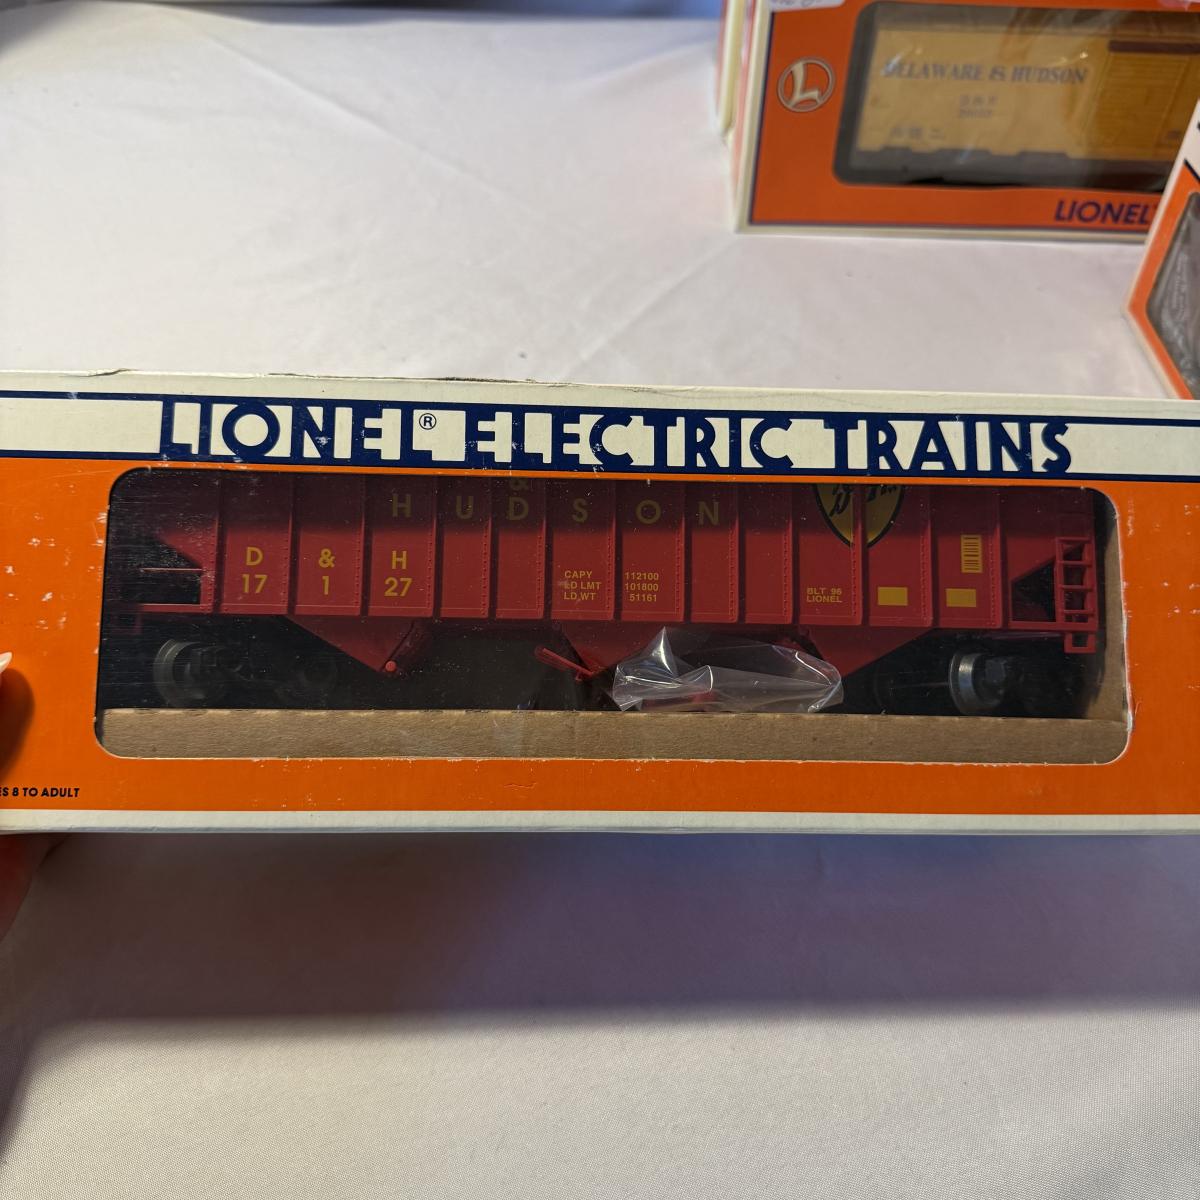 DELAWARE & HUDSON
D&H
LIONEL
LIONEL® ELECTRIC TRAINS
&
HUDSON
D & H
17 1 27
CAPY 112100
LD LMT 101800
LD WT 51161
BLT 96
LIONEL
ES 8 TO ADULT